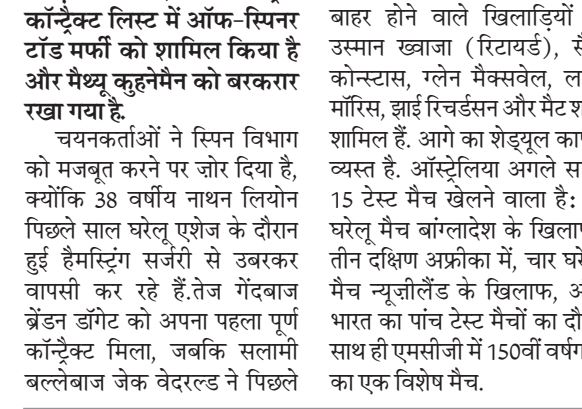 कॉन्ट्रैक्ट लिस्ट में ऑफ-स्पिनर
टॉड मर्फी को शामिल किया है
और मैथ्यू कुहनेमैन को बरकरार
रखा गया है.
चयनकर्ताओं ने स्पिन विभाग
को मजबूत करने पर ज़ोर दिया है,
क्योंकि 38 वर्षीय नाथन लियोन
पिछले साल घरेलू एशेज के दौरान
हुई हैमस्ट्रिंग सर्जरी से उबरकर
वापसी कर रहे हैं.तेज गेंदबाज
ब्रेंडन डॉगेट को अपना पहला पूर्ण
कॉन्ट्रैक्ट मिला, जबकि सलामी
बल्लेबाज जेक वेदरल्ड ने पिछले
बाहर होने वाले खिलाड़ियों
उस्मान ख्वाजा (रिटायर्ड),
कोन्स्टास, ग्लेन मैक्सवेल,
मॉरिस, झाई रिचर्डसन और मैट
शामिल हैं. आगे का शेड्यूल
व्यस्त है. ऑस्ट्रेलिया अगले
15 टेस्ट मैच खेलने वाला है:
घरेलू मैच बांग्लादेश के
तीन दक्षिण अफ्रीका में, चार
मैच न्यूज़ीलैंड के खिलाफ,
भारत का पांच टेस्ट मैचों का
साथ ही एमसीजी में 150वीं
का एक विशेष मैच.